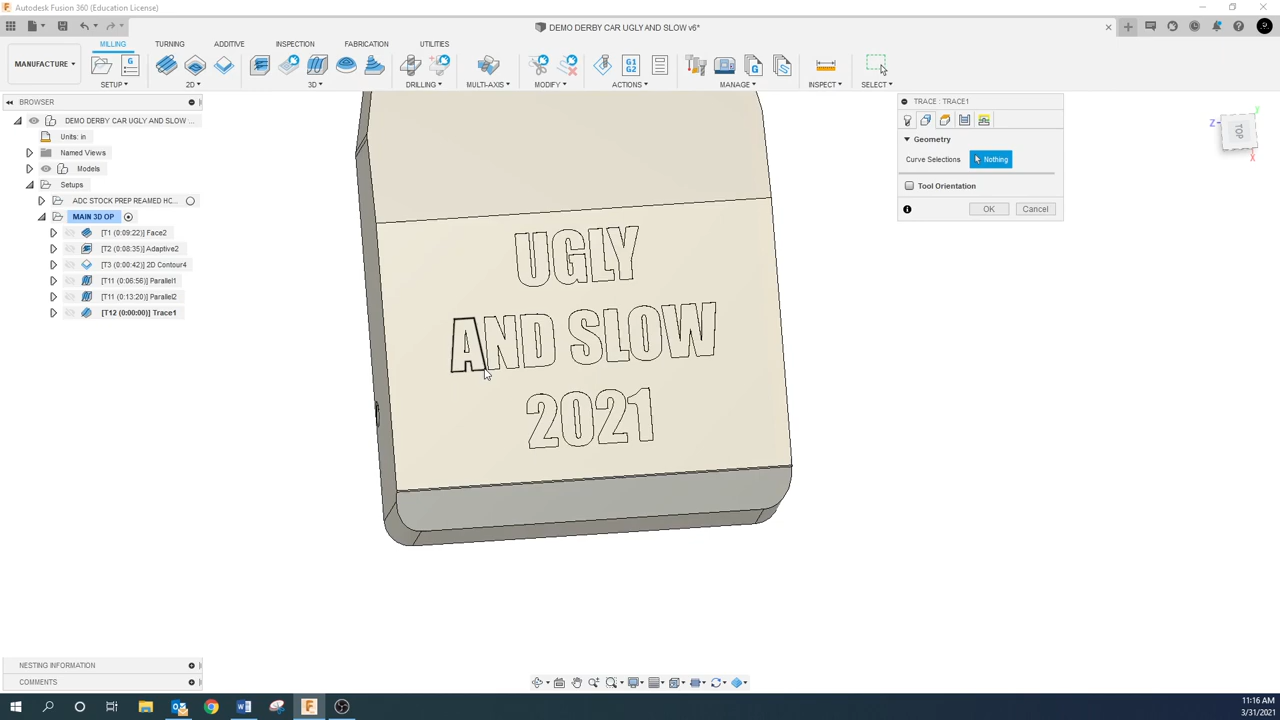 Autodesk Fusion 360 (Education License)
DEMO DERBY CAR UGLY AND SLOW v6*
MANUFACTURE
MILLING TURNING ADDITIVE INSPECTION FABRICATION UTILITIES
SETUP 2D 3D DRILLING MULTI-AXIS MODIFY ACTIONS MANAGE INSPECT SELECT
G1
G2
BROWSER
DEMO DERBY CAR UGLY AND SLOW ...
Units: in
Named Views
Models
Setups
ADC STOCK PREP REAMED HC...
MAIN 3D OP
[T1 (0:09:22)] Face2
[T2 (0:08:35)] Adaptive2
[T3 (0:00:42)] 2D Contour4
[T11 (0:06:56)] Parallel1
[T11 (0:13:20)] Parallel2
[T12 (0:00:00)] Trace1
UGLY
AND SLOW
2021
TRACE : TRACE1
Geometry
Curve Selections Nothing
Tool Orientation
OK Cancel
Y
Z
X
TOP
NESTING INFORMATION
COMMENTS
11:16 AM
3/31/2021